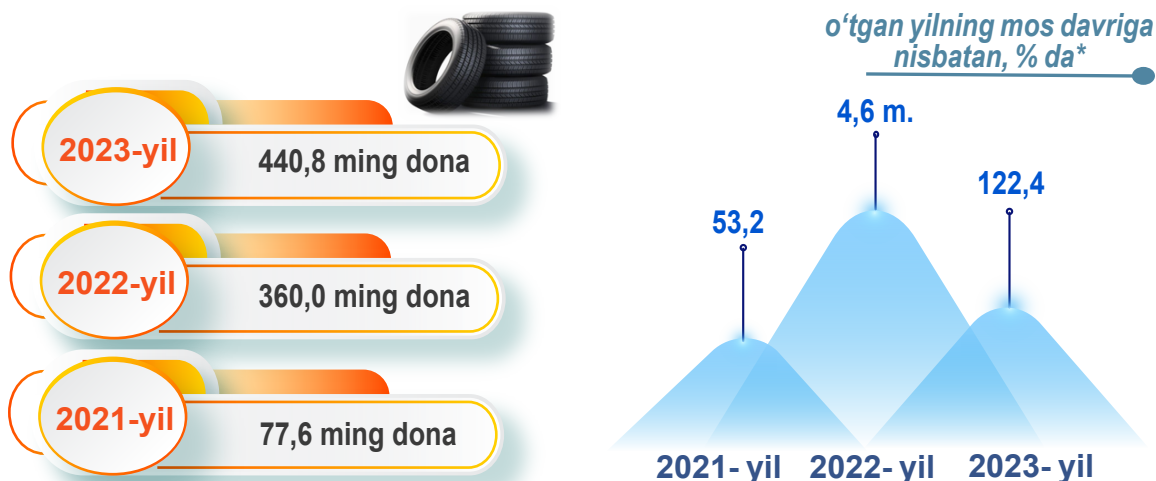 2023-yil
440,8 ming dona
2022-yil
360,0 ming dona
2021-yil
77,6 ming dona
o‘tgan yilning mos davriga
nisbatan, % da*
53,2
4,6 m.
122,4
2021- yil
2022- yil
2023- yil